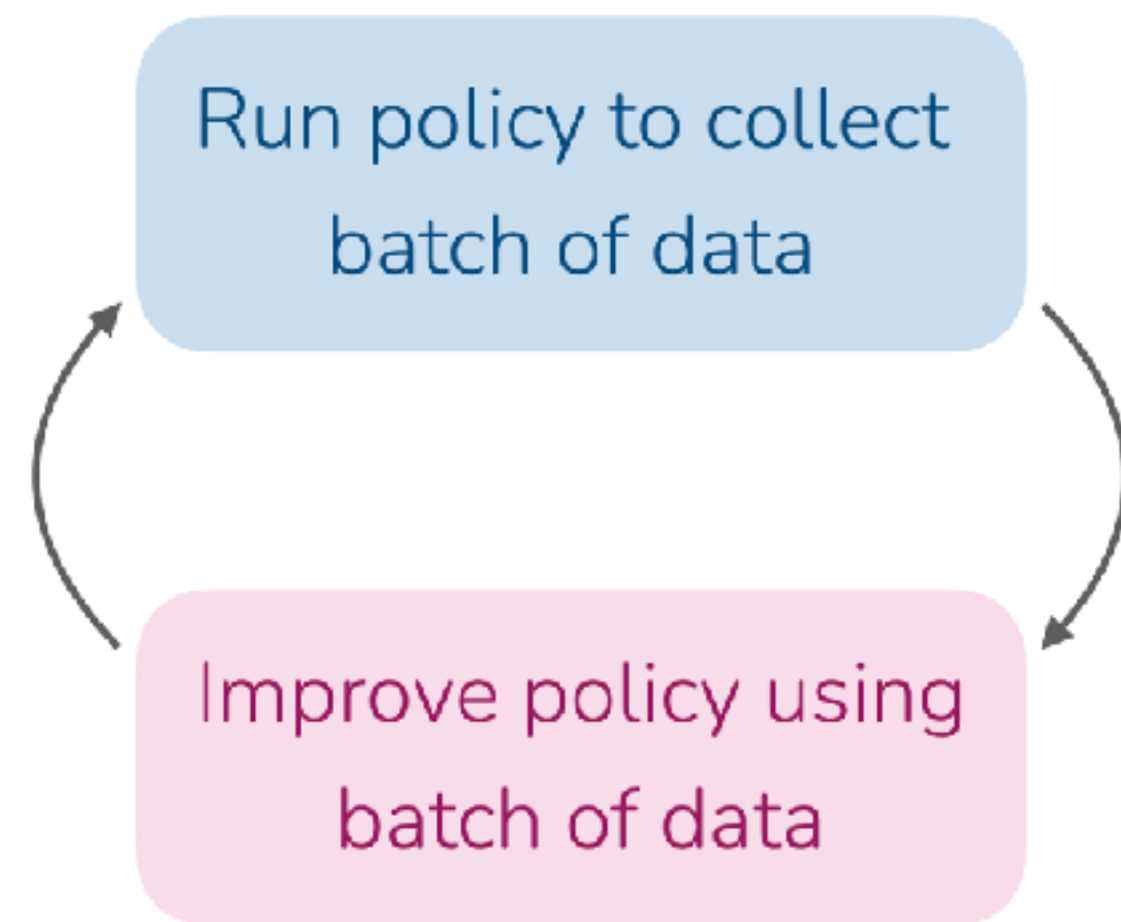 Run policy to collect
batch of data
Improve policy using
batch of data